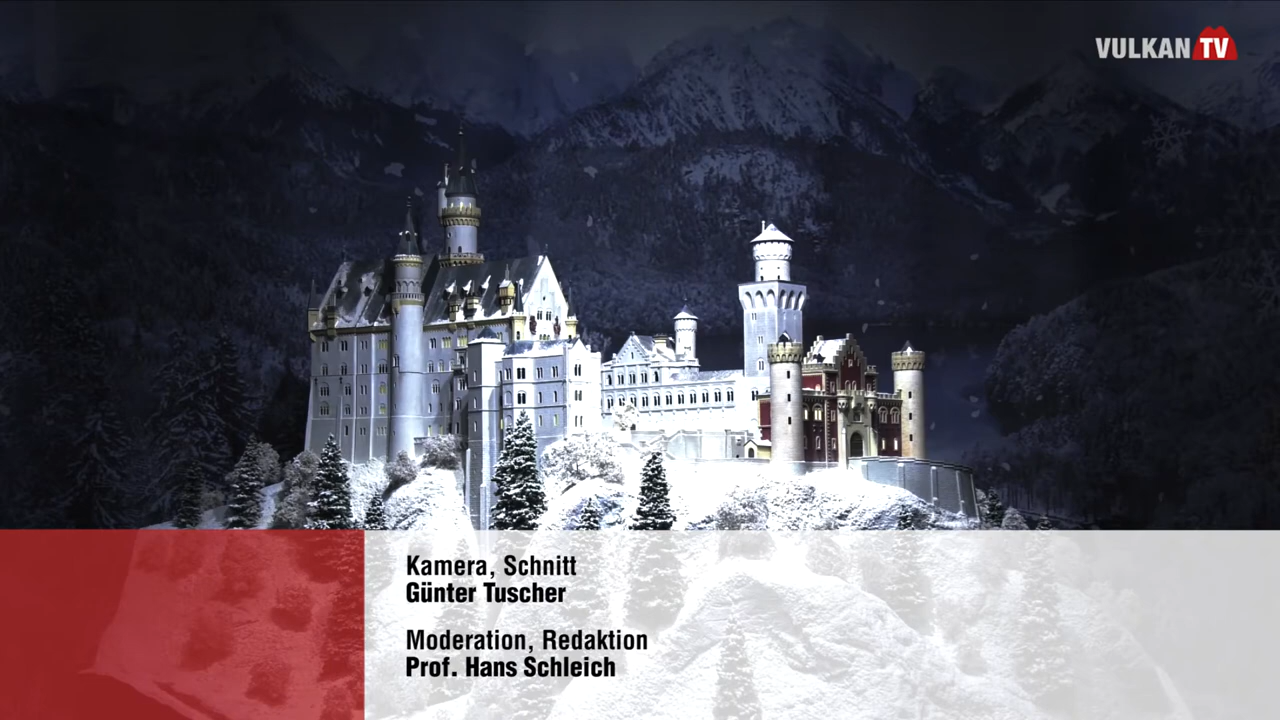 VULKAN TV
Kamera, Schnitt
Günter Tuscher
Moderation, Redaktion
Prof. Hans Schleich